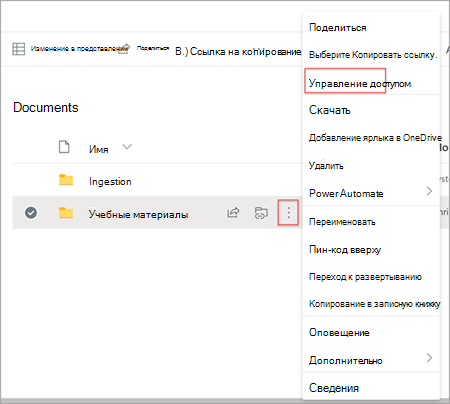 Изменение в представлении Поделиться В.) Ссылка на копирование
Documents
Имя
Ingestion
Учебные материалы
Поделиться
Выберите Копировать ссылку.
Управление доступом
Скачать
Добавление ярлыка в OneDrive
Удалить
Power Automate
Переименовать
Пин-код вверху
Переход к развертыванию
Копирование в записную книжку
Оповещение
Дополнительно
Сведения